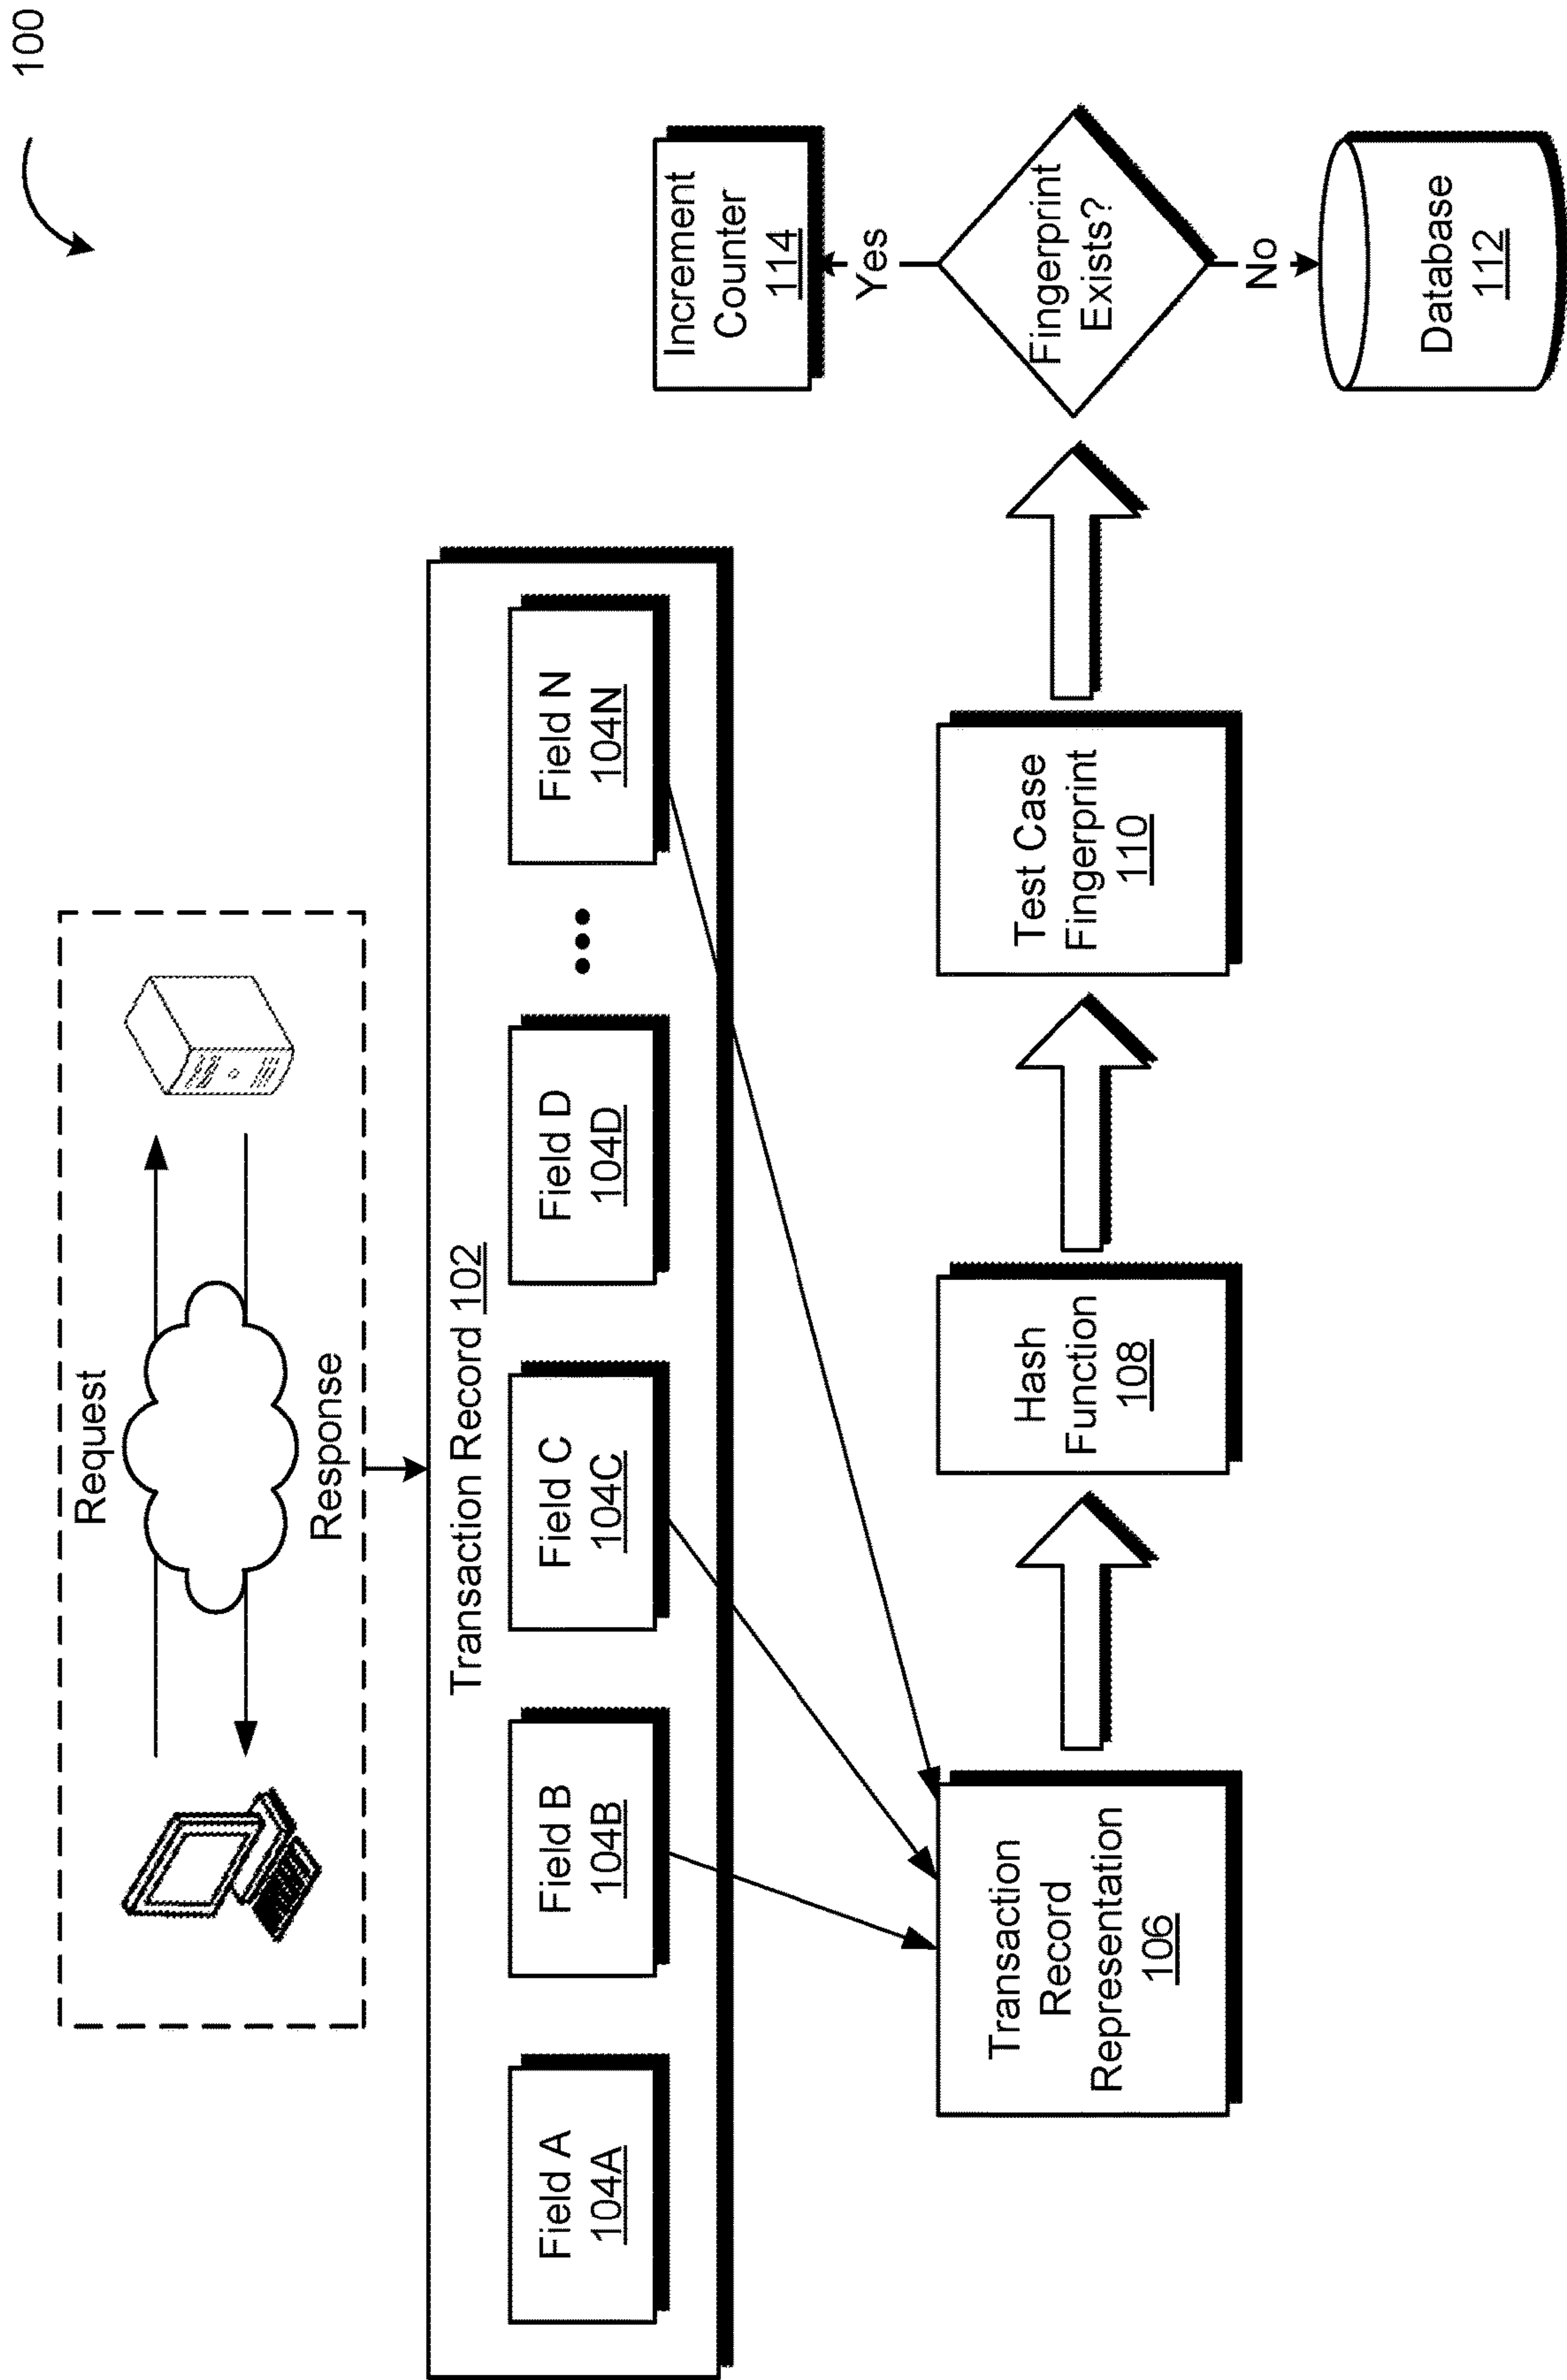 100
Request
Response
Transaction Record 102
Field A
104A
Field B
104B
Field C
104C
Field D
104D
•••
Field N
104N
Transaction
Record
Representation
106
Hash
Function
108
Test Case
Fingerprint
110
Increment
Counter
114
Yes
Fingerprint
Exists?
No
Database
112